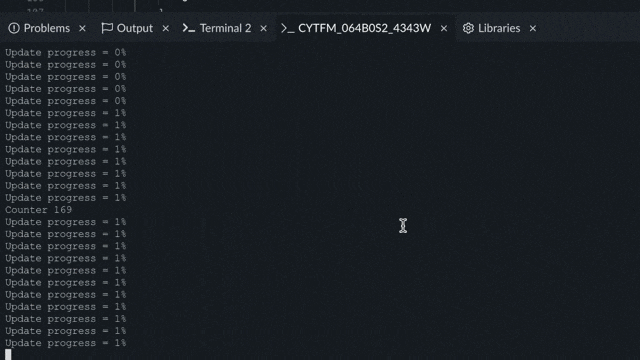 Problems × Output × Terminal 2 × CYTFM_064B0S2_4343W × Libraries ×
Update progress = 0%
Update progress = 0%
Update progress = 0%
Update progress = 0%
Update progress = 0%
Update progress = 1%
Update progress = 1%
Update progress = 1%
Update progress = 1%
Update progress = 1%
Update progress = 1%
Update progress = 1%
Update progress = 1%
Counter 169
Update progress = 1%
Update progress = 1%
Update progress = 1%
Update progress = 1%
Update progress = 1%
Update progress = 1%
Update progress = 1%
Update progress = 1%
Update progress = 1%
Update progress = 1%
Update progress = 1%